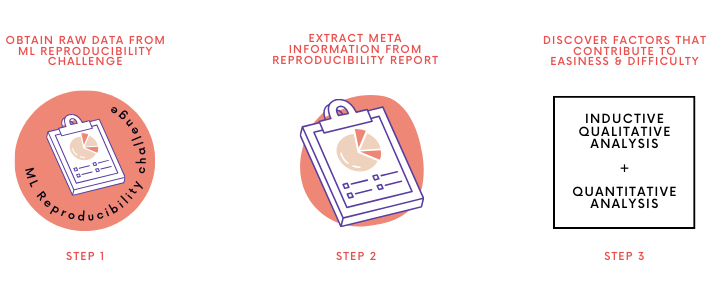 OBTAIN RAW DATA FROM
ML REPRODUCIBILITY
CHALLENGE
ML Reproducibility challenge
STEP 1
EXTRACT META
INFORMATION FROM
REPRODUCIBILITY REPORT
STEP 2
DISCOVER FACTORS THAT
CONTRIBUTE TO
EASINESS & DIFFICULTY
INDUCTIVE
QUALITATIVE
ANALYSIS
+
QUANTITATIVE
ANALYSIS
STEP 3